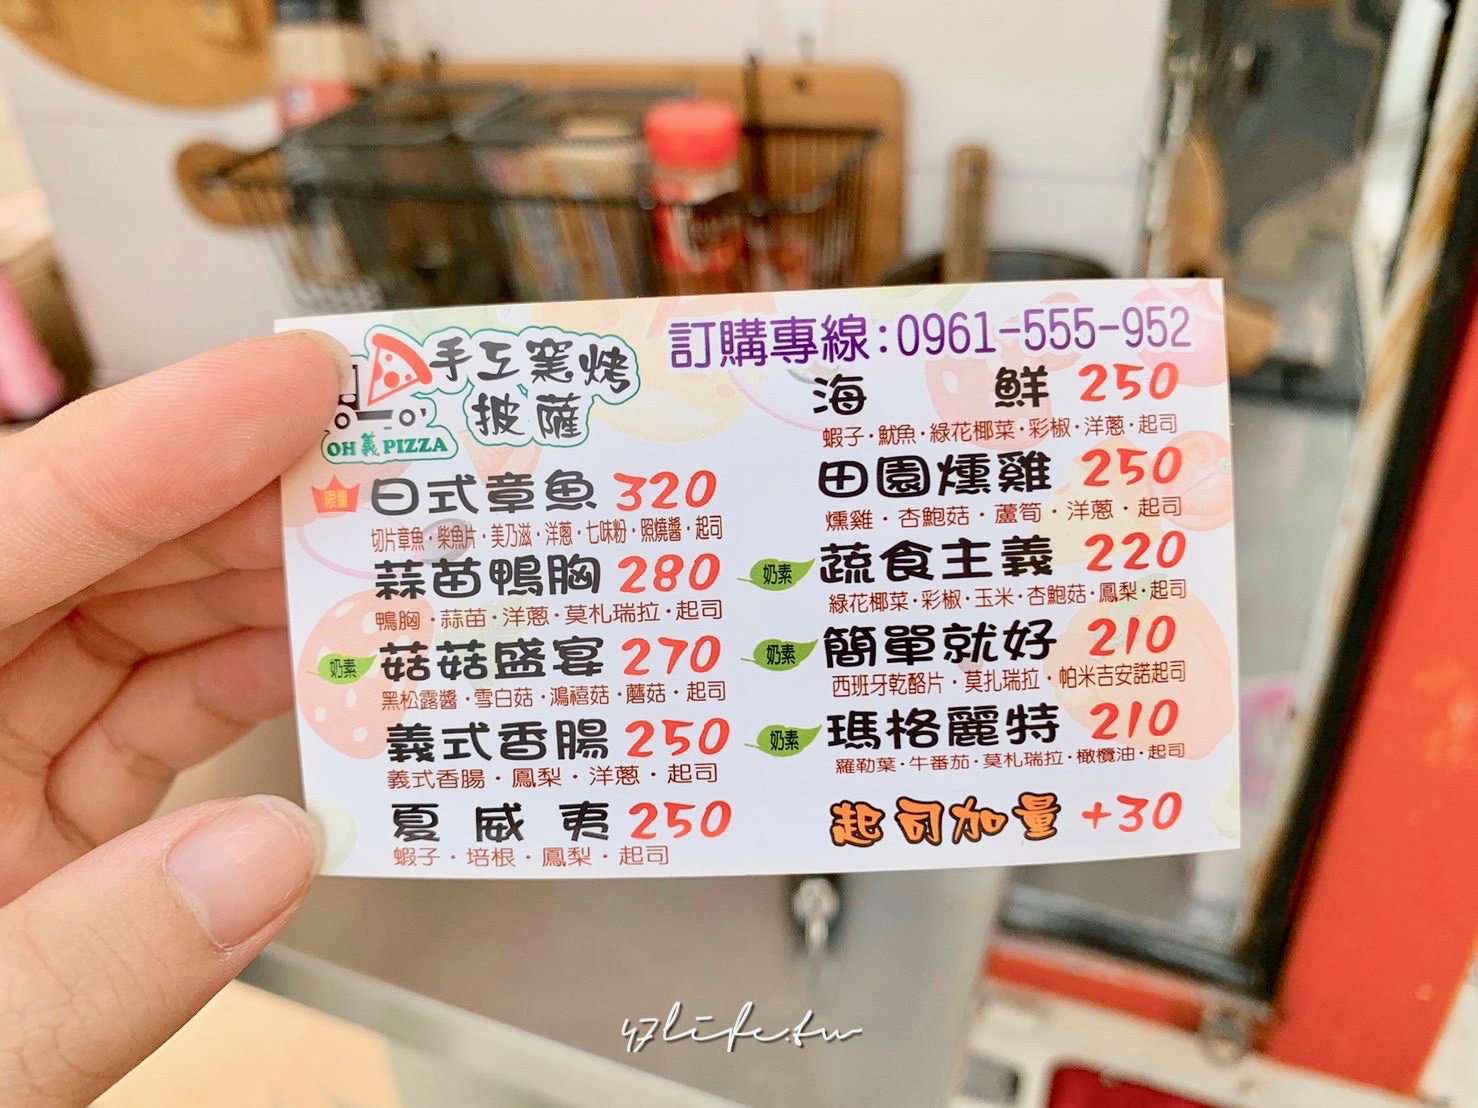 手工窯烤
披薩
OH義PIZZA
訂購專線:0961-555-952
限量
日式章魚 320
切片章魚·柴魚片·美乃滋·洋蔥·七味粉·照燒醬·起司
蒜苗鴨胸 280
鴨胸·蒜苗·洋蔥·莫札瑞拉·起司
奶素
菇菇盛宴 270
黑松露醬·雪白菇·鴻禧菇·蘑菇·起司
義式香腸 250
義式香腸·鳳梨·洋蔥·起司
夏威夷 250
蝦子·培根·鳳梨·起司
海鮮 250
蝦子·魷魚·綠花椰菜·彩椒·洋蔥·起司
田園燻雞 250
燻雞·杏鮑菇·蘆筍·洋蔥·起司
奶素
蔬食主義 220
綠花椰菜·彩椒·玉米·杏鮑菇·鳳梨·起司
奶素
簡單就好 210
西班牙乾酪片·莫扎瑞拉·帕米吉安諾起司
奶素
瑪格麗特 210
羅勒葉·牛番茄·莫札瑞拉·橄欖油·起司
起司加量 +30
47life.tw